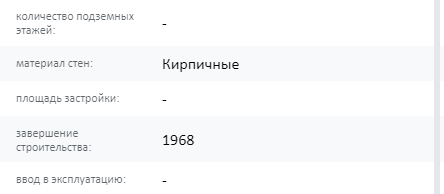 количество подземных
этажей:
-
материал стен:
Кирпичные
площадь застройки:
-
завершение
строительства:
1968
ввод в эксплуатацию:
-